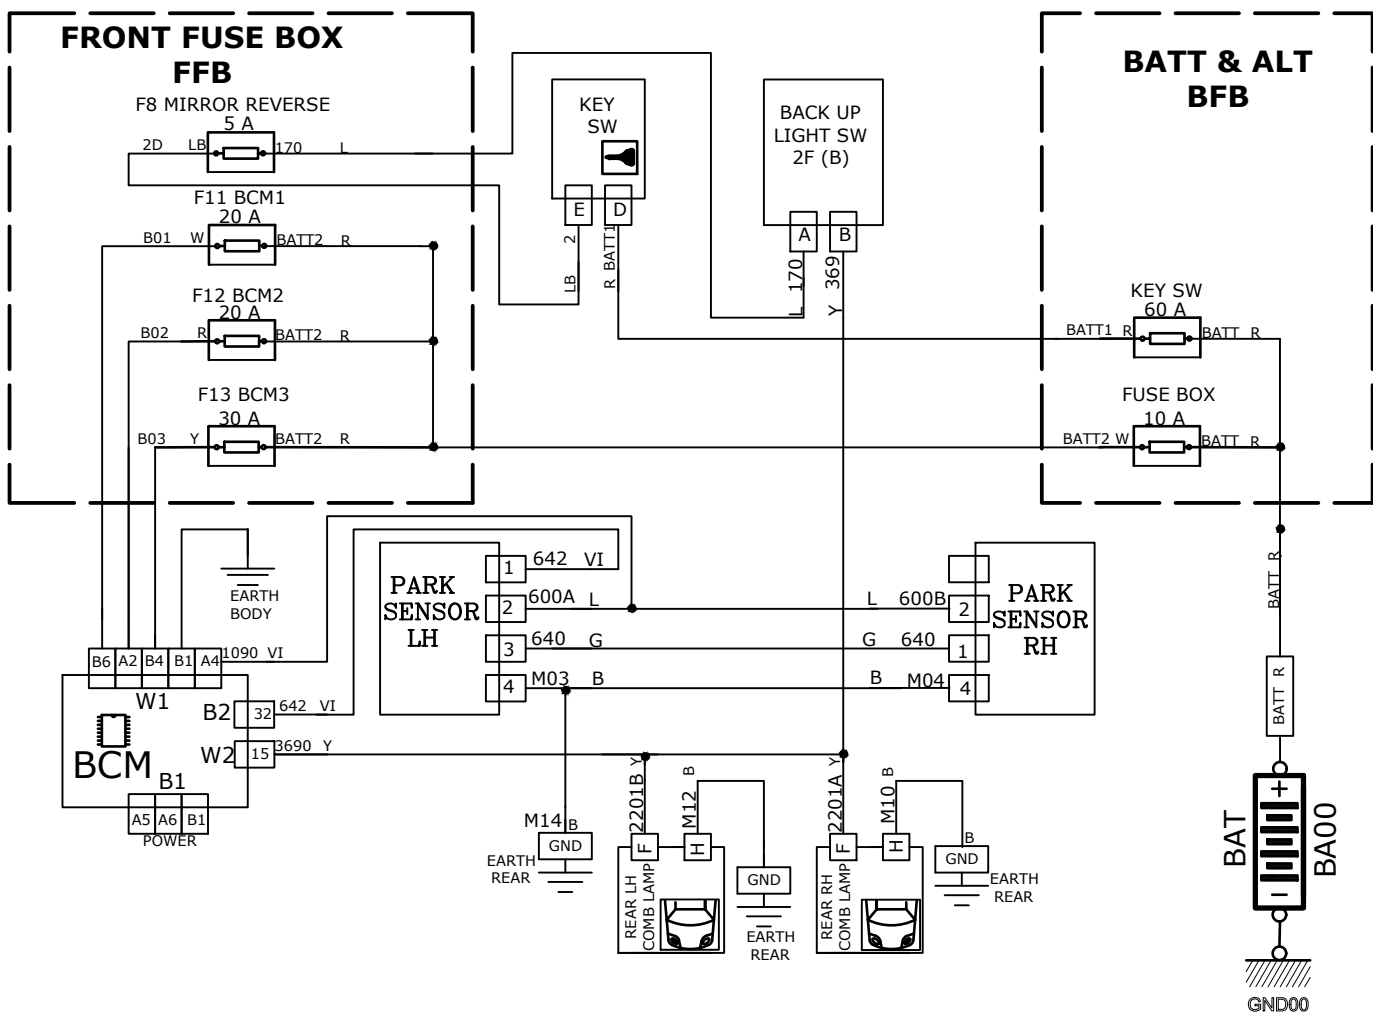 FRONT FUSE BOX
FFB
F8 MIRROR REVERSE
5 A
2D LB 170 L
F11 BCM1
20 A
B01 W BATT2 R
F12 BCM2
20 A
B02 R BATT2 R
F13 BCM3
30 A
B03 Y BATT2 R
KEY
SW
E D
2
LB
R BATT1
BACK UP
LIGHT SW
2F (B)
A B
L 170
Y 369
BATT & ALT
BFB
KEY SW
60 A
BATT1 R BATT R
FUSE BOX
10 A
BATT2 W BATT R
BATT R
BATT R
EARTH
BODY
PARK
SENSOR
LH
1 642 VI
2 600A L
3 640 G
4 M03 B
L 600B 2
G 640 1
B M04 4
PARK
SENSOR
RH
B6 A2 B4 B1 A4 1090 VI
W1
B2 32 642 VI
W2 15 3690 Y
BCM
B1
A5 A6 B1
POWER
M14 B
GND
EARTH
REAR
2201B Y
M12 B
F H
REAR LH
COMB LAMP
GND
EARTH
REAR
2201A Y
M10 B
F H
REAR RH
COMB LAMP
B
GND
EARTH
REAR
BAT
+
−
BA00
GND00